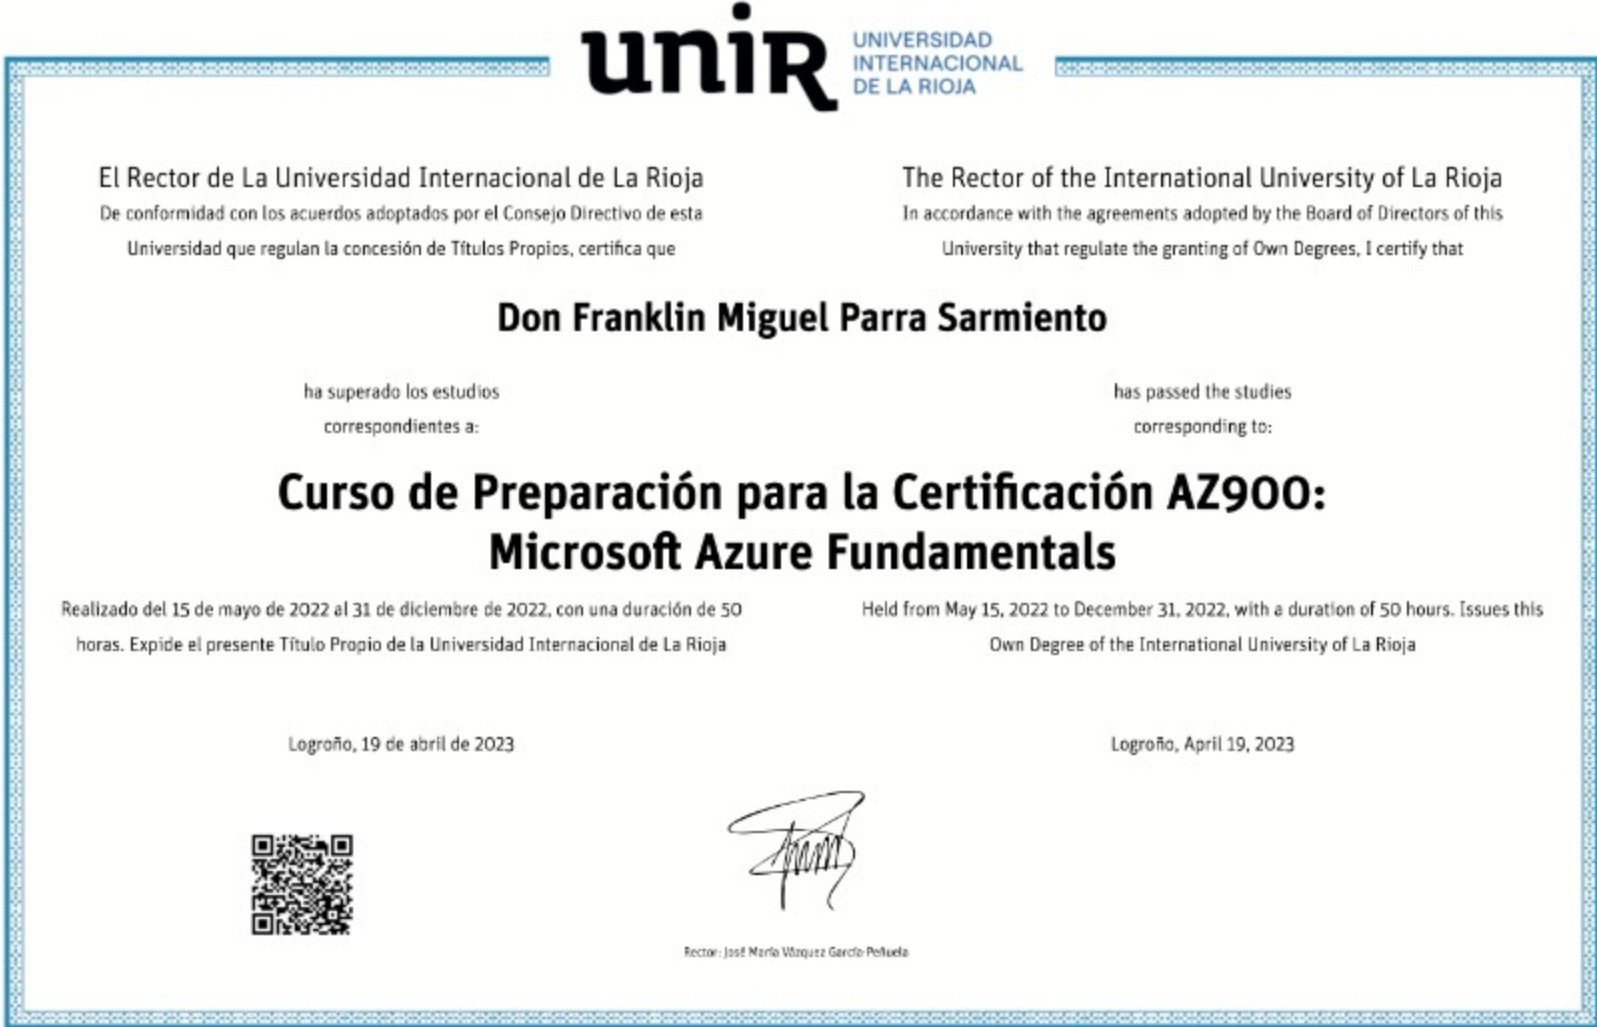 unir UNIVERSIDAD
INTERNACIONAL
DE LA RIOJA
El Rector de La Universidad Internacional de La Rioja
De conformidad con los acuerdos adoptados por el Consejo Directivo de esta
Universidad que regulan la concesión de Títulos Propios, certifica que
The Rector of the International University of La Rioja
In accordance with the agreements adopted by the Board of Directors of this
University that regulate the granting of Own Degrees, I certify that
Don Franklin Miguel Parra Sarmiento
ha superado los estudios
correspondientes a:
has passed the studies
corresponding to:
Curso de Preparación para la Certificación AZ900:
Microsoft Azure Fundamentals
Realizado del 15 de mayo de 2022 al 31 de diciembre de 2022, con una duración de 50
horas. Expide el presente Título Propio de la Universidad Internacional de La Rioja
Held from May 15, 2022 to December 31, 2022, with a duration of 50 hours. Issues this
Own Degree of the International University of La Rioja
Logroño, 19 de abril de 2023
Logroño, April 19, 2023
Rector: José María Vázquez García-Peñuela